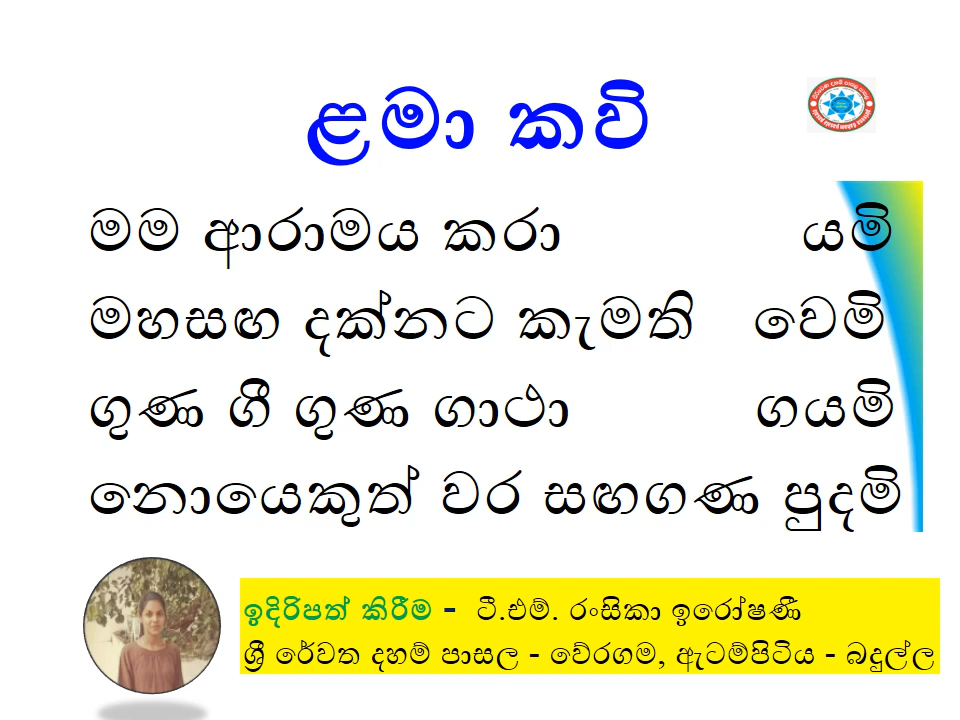 ළමා කවි
මම ආරාමය කරා යමි
මහසඟ දක්නට කැමති වෙමි
ගුණ ගී ගුණ ගාථා ගයමි
නොයෙකුත් වර සඟගණ පුදමි
ඉදිරිපත් කිරීම - ටී.එම්. රංසිකා ඉරෝෂණී
ශ්‍රී රේවත දහම් පාසල - වේරගම, ඇටම්පිටිය - බදුල්ල